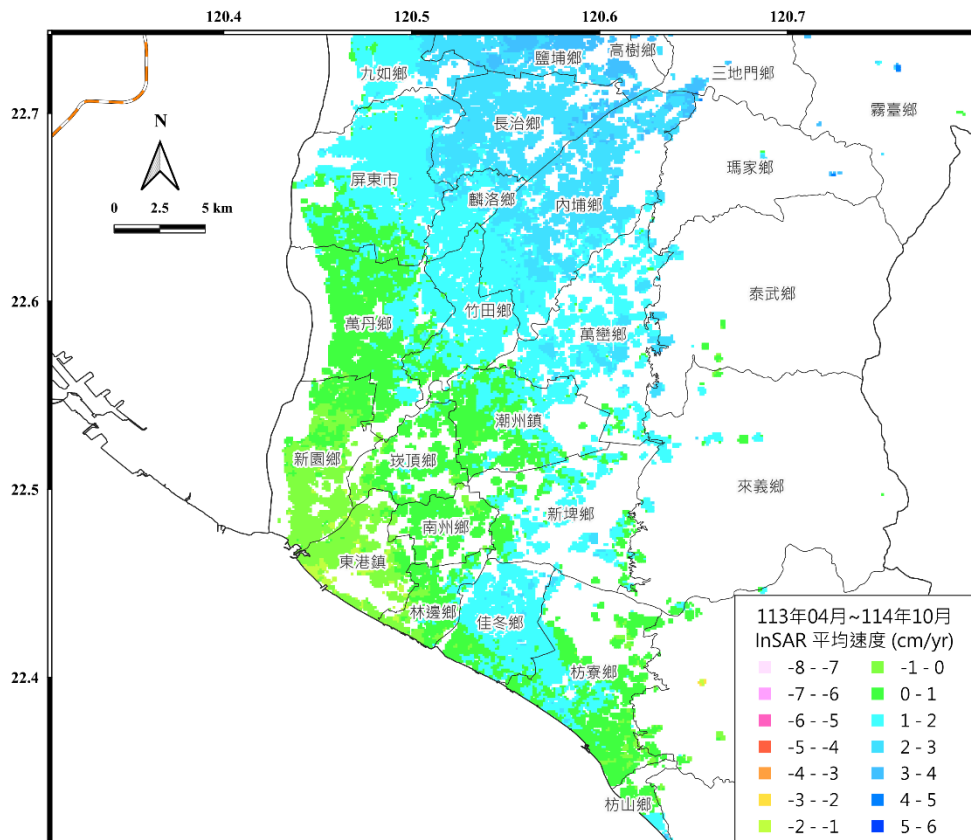 120.4 120.5 120.6 120.7
高樹鄉
鹽埔鄉
九如鄉
三地門鄉
霧臺鄉
22.7
長治鄉
N
瑪家鄉
屏東市
麟洛鄉
內埔鄉
0 2.5 5 km
22.6
泰武鄉
竹田鄉
萬丹鄉
萬巒鄉
潮州鎮
22.5
新園鄉
崁頂鄉
來義鄉
新埤鄉
南州鄉
東港鎮
林邊鄉
佳冬鄉
22.4
枋寮鄉
枋山鄉
113年04月~114年10月
InSAR 平均速度 (cm/yr)
-8 - -7 -1 - 0
-7 - -6 0 - 1
-6 - -5 1 - 2
-5 - -4 2 - 3
-4 - -3 3 - 4
-3 - -2 4 - 5
-2 - -1 5 - 6